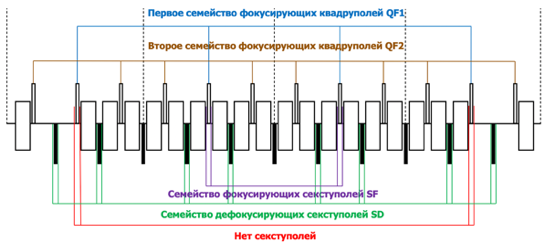 Первое семейство фокусирующих квадруполей QF1
Второе семейство фокусирующих квадруполей QF2
Семейство фокусирующих секступолей SF
Семейство дефокусирующих секступолей SD
Нет секступолей